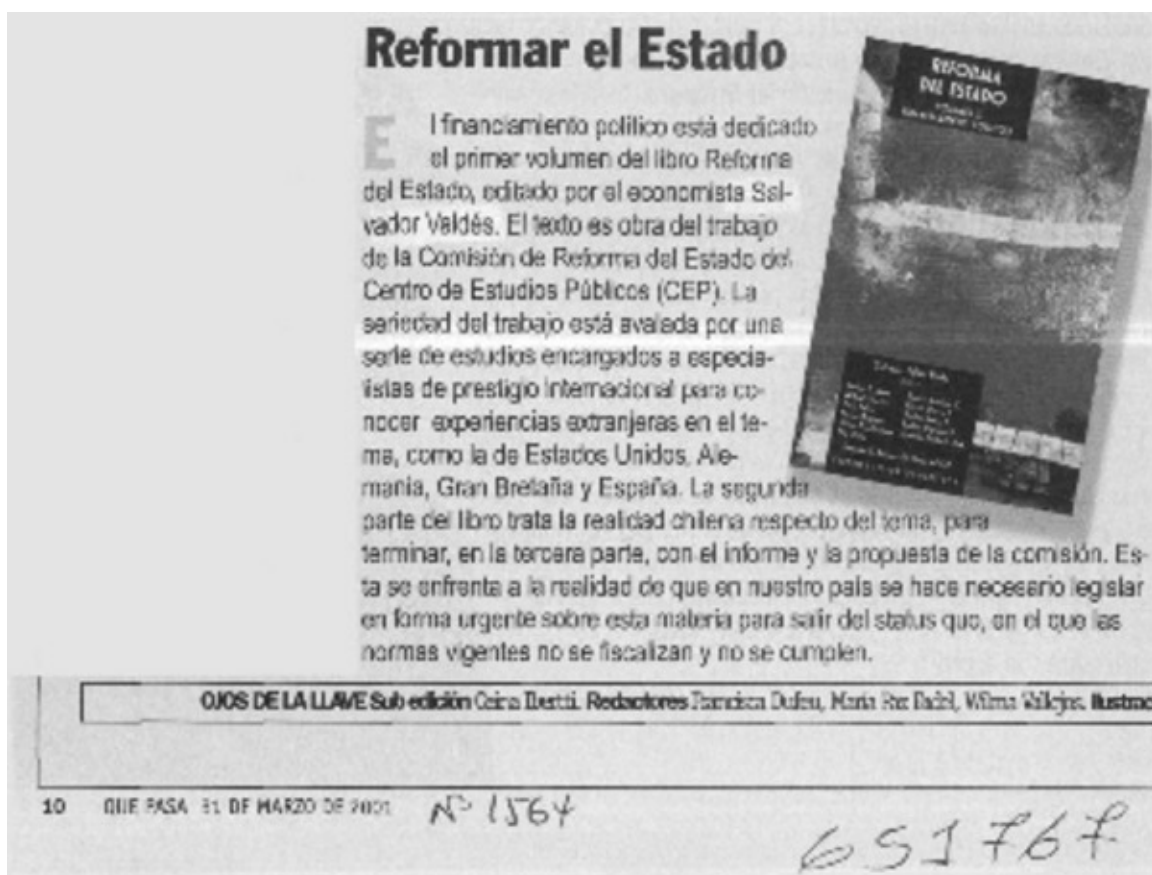 Reformar el Estado
REFORMA
DEL ESTADO
El financiamiento político está dedicado
el primer volumen del libro Reforma
del Estado, editado por el economista Sal-
vador Valdés. El texto es obra del trabajo
de la Comisión de Reforma del Estado del
Centro de Estudios Públicos (CEP). La
seriedad del trabajo está avalada por una
serie de estudios encargados a especia-
listas de prestigio internacional para co-
nocer experiencias extranjeras en el te-
ma, como la de Estados Unidos, Ale-
mania, Gran Bretaña y España. La segunda
parte del libro trata la realidad chilena respecto del tema, para
terminar, en la tercera parte, con el informe y la propuesta de la comisión. Es-
ta se enfrenta a la realidad de que en nuestro país se hace necesario legislar
en forma urgente sobre esta materia para salir del status quo, en el que las
normas vigentes no se fiscalizan y no se cumplen.
OJOS DE LA LLAVE Sub edición Redactores Francisca Dufeu, María Paz Wilma Vallejos. Ilustrac
10 QUE PASA 31 DE MARZO DE 2001 Nº 1564
651767